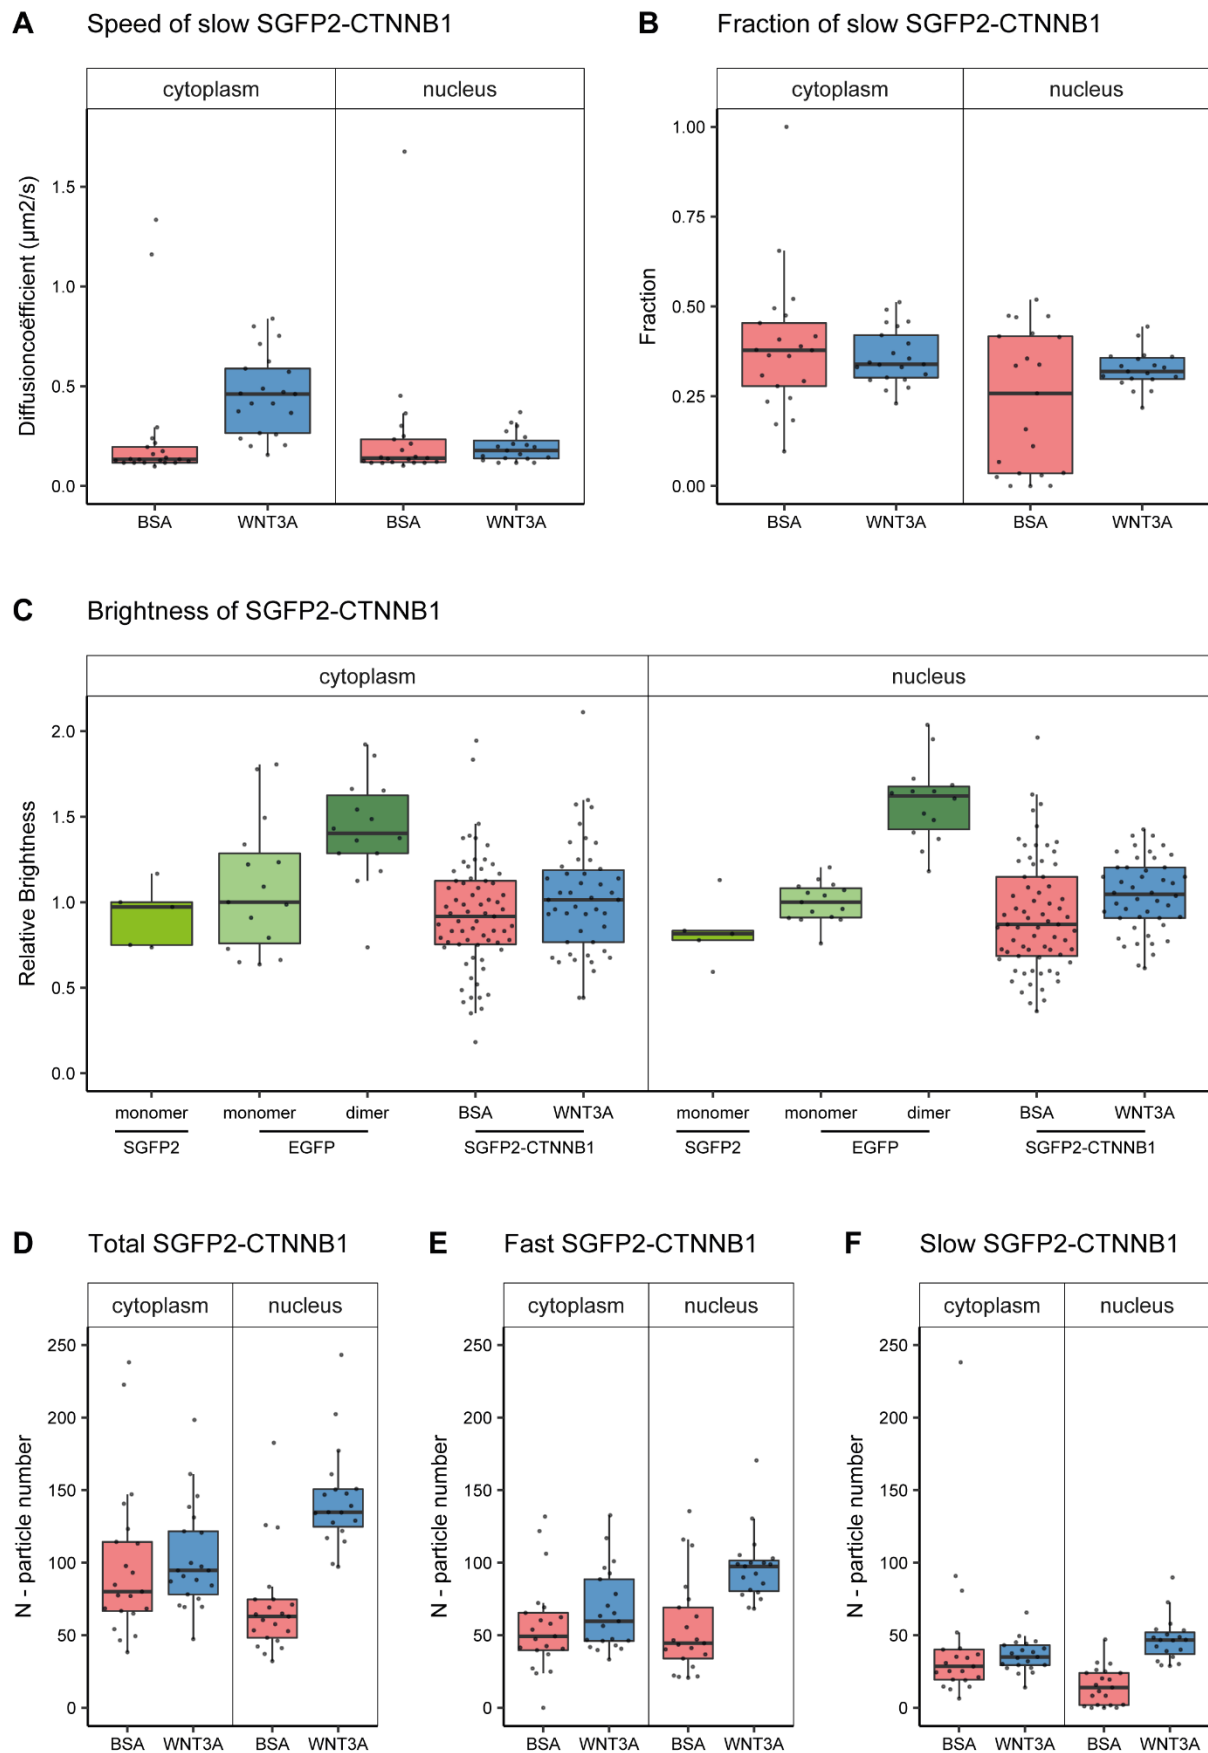 A Speed of slow SGFP2-CTNNB1
cytoplasm nucleus
Diffusioncoëfficient (μm2/s)
1.5
1.0
0.5
0.0
BSA WNT3A BSA WNT3A
B Fraction of slow SGFP2-CTNNB1
cytoplasm nucleus
Fraction
1.00
0.75
0.50
0.25
0.00
BSA WNT3A BSA WNT3A
C Brightness of SGFP2-CTNNB1
cytoplasm nucleus
Relative Brightness
2.0
1.5
1.0
0.5
0.0
monomer monomer dimer BSA WNT3A monomer monomer dimer BSA WNT3A
SGFP2 EGFP SGFP2-CTNNB1 SGFP2 EGFP SGFP2-CTNNB1
D Total SGFP2-CTNNB1
cytoplasm nucleus
N - particle number
250
200
150
100
50
0
BSA WNT3A BSA WNT3A
E Fast SGFP2-CTNNB1
cytoplasm nucleus
N - particle number
250
200
150
100
50
0
BSA WNT3A BSA WNT3A
F Slow SGFP2-CTNNB1
cytoplasm nucleus
N - particle number
250
200
150
100
50
0
BSA WNT3A BSA WNT3A